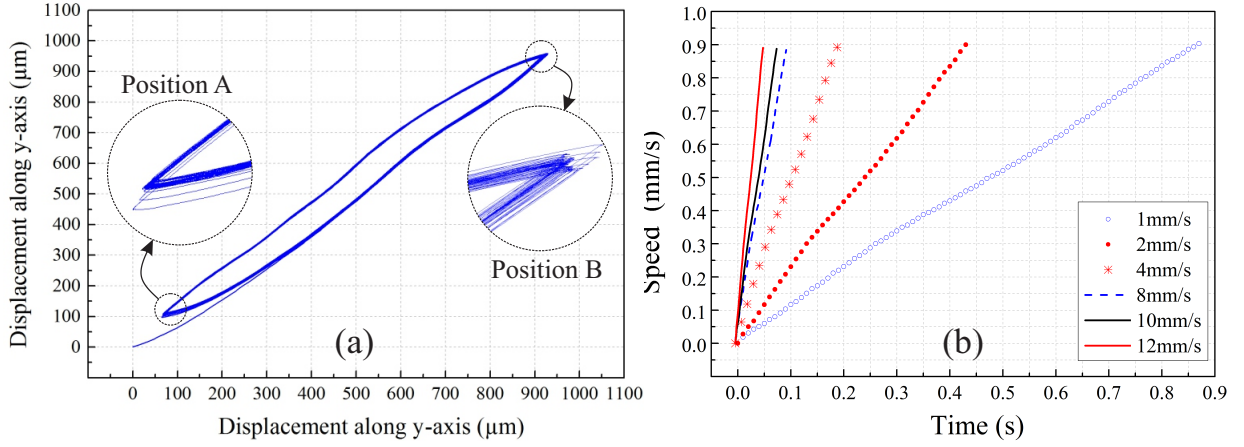 1100
1000
900
800
700
600
500
400
300
200
100
0
Displacement along y-axis (μm)
Position A
Position B
(a)
0 100 200 300 400 500 600 700 800 900 1000 1100
Displacement along y-axis (μm)
Speed (mm/s)
1.0
0.9
0.8
0.7
0.6
0.5
0.4
0.3
0.2
0.1
0.0
1mm/s
2mm/s
4mm/s
8mm/s
10mm/s
12mm/s
(b)
0.0 0.1 0.2 0.3 0.4 0.5 0.6 0.7 0.8 0.9
Time (s)